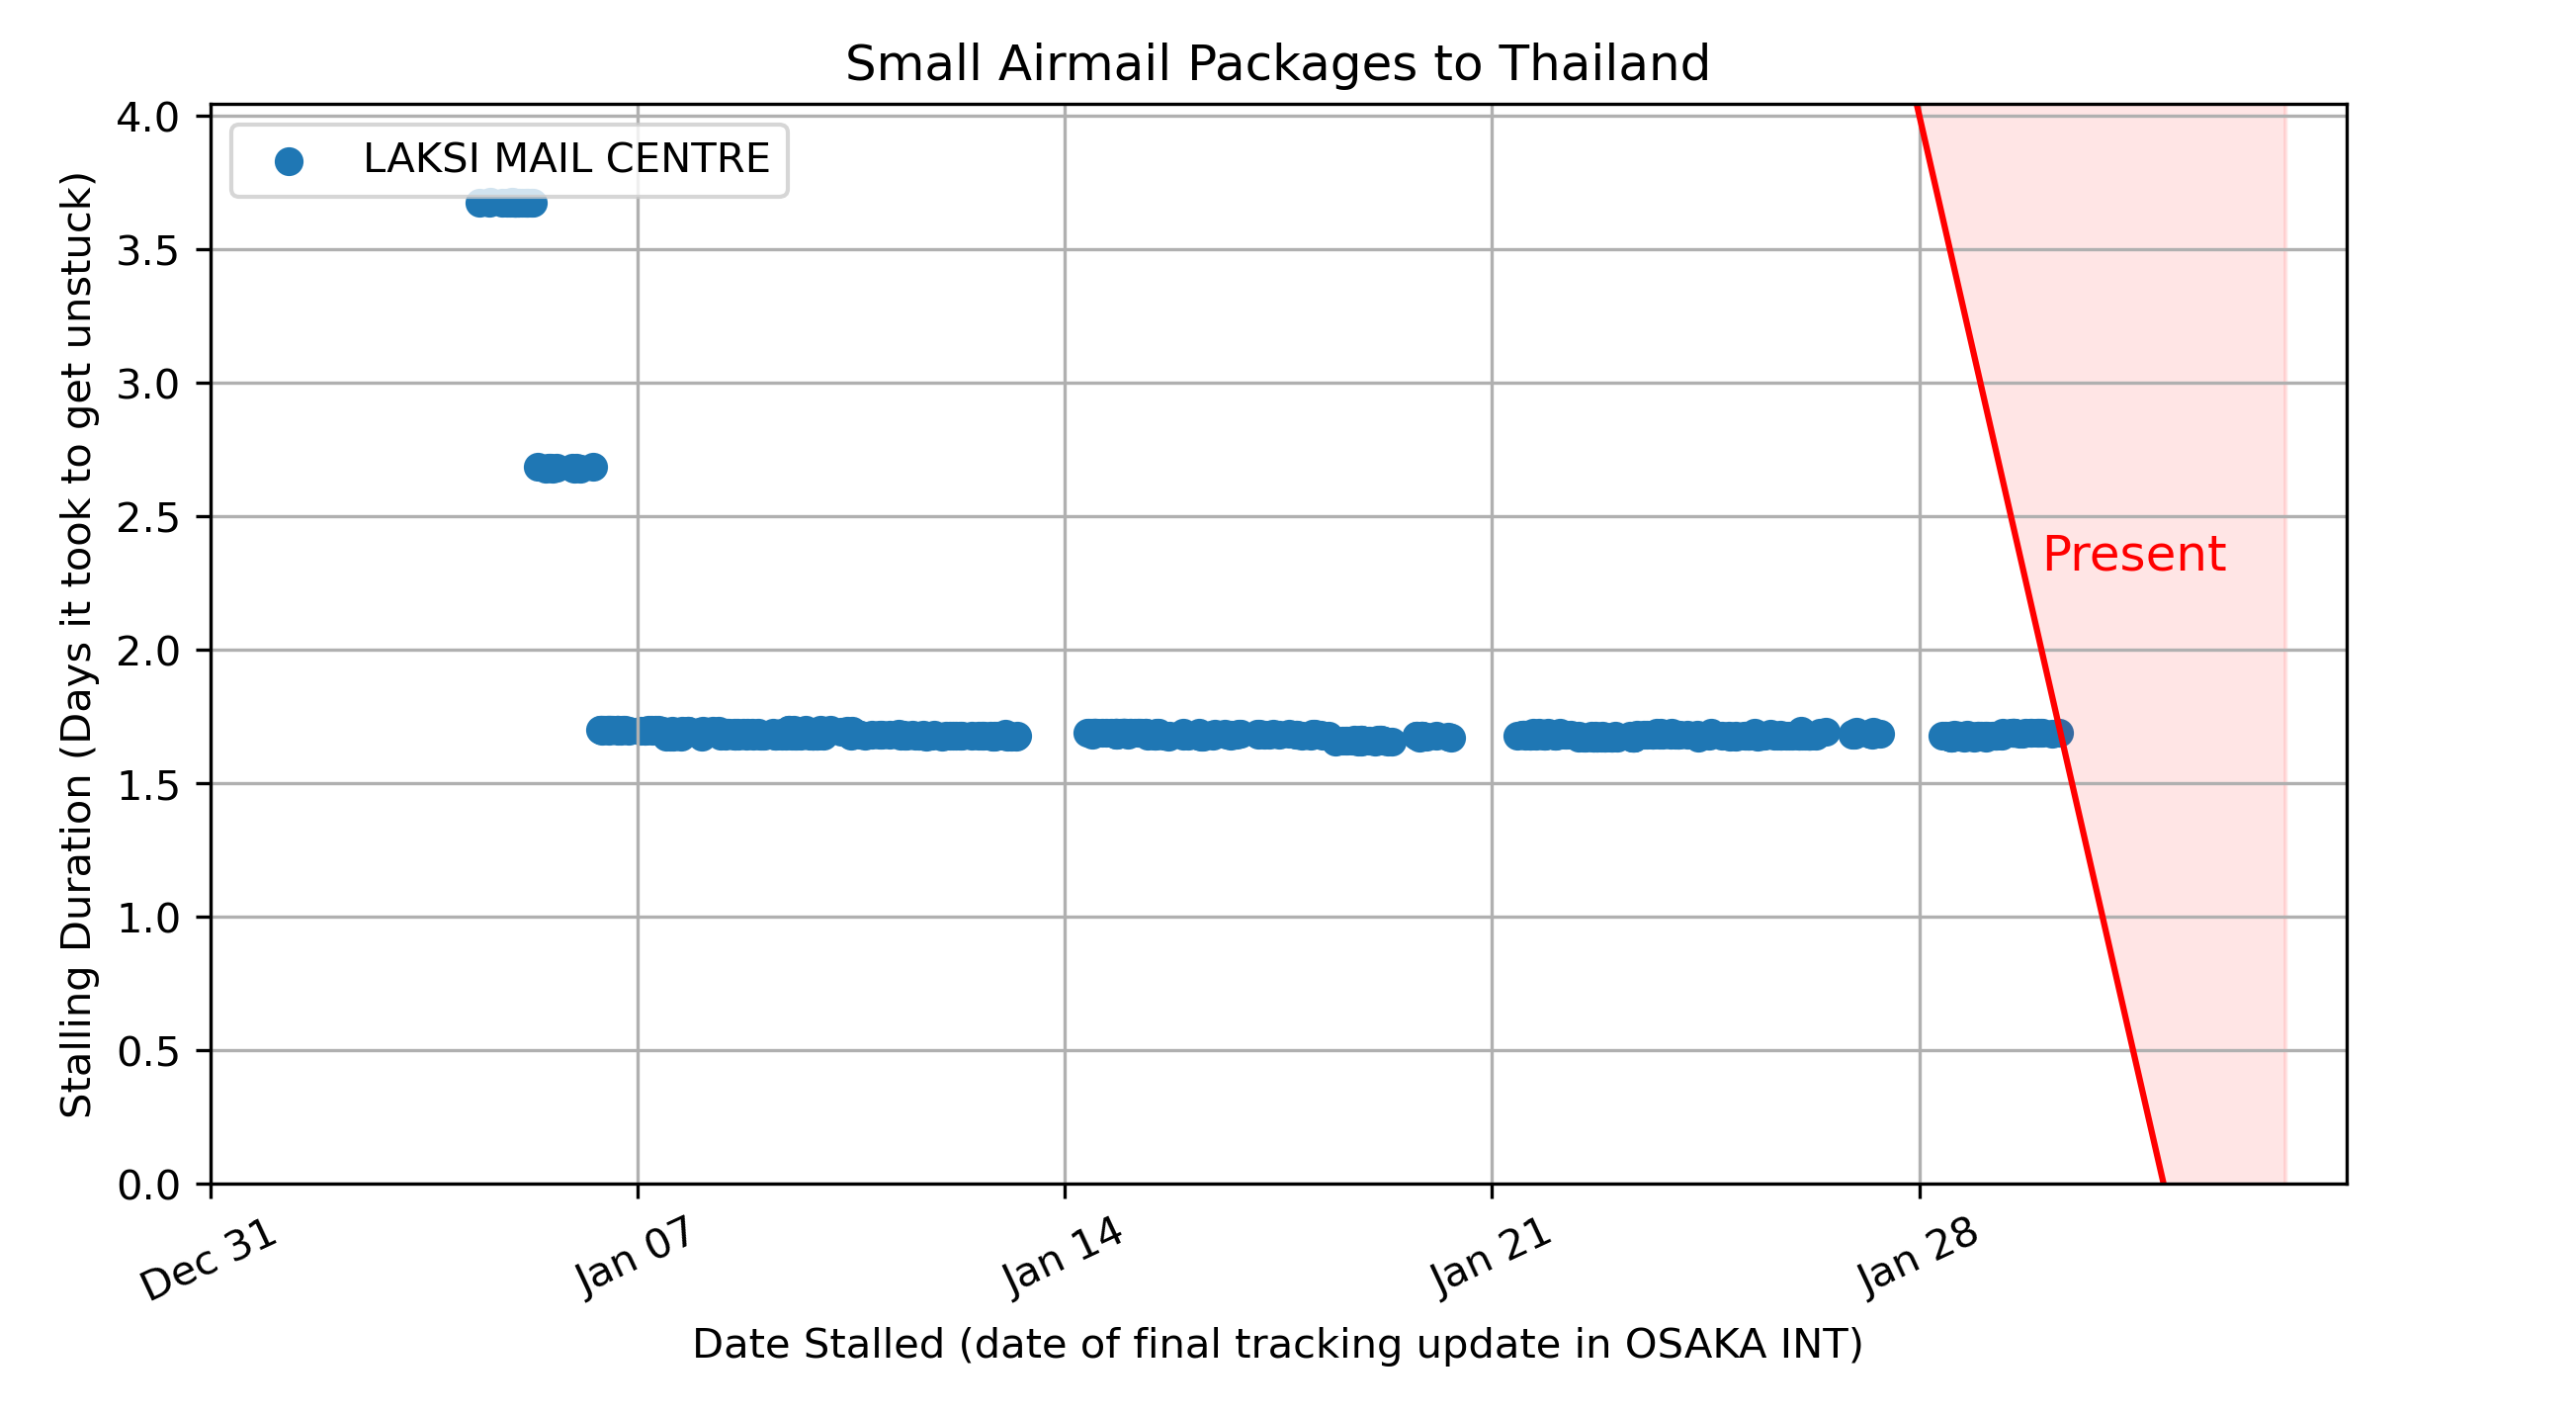 Small Airmail Packages to Thailand
LAKSI MAIL CENTRE
Stalling Duration (Days it took to get unstuck)
4.0
3.5
3.0
2.5
2.0
1.5
1.0
0.5
0.0
Present
Dec 31
Jan 07
Jan 14
Jan 21
Jan 28
Date Stalled (date of final tracking update in OSAKA INT)